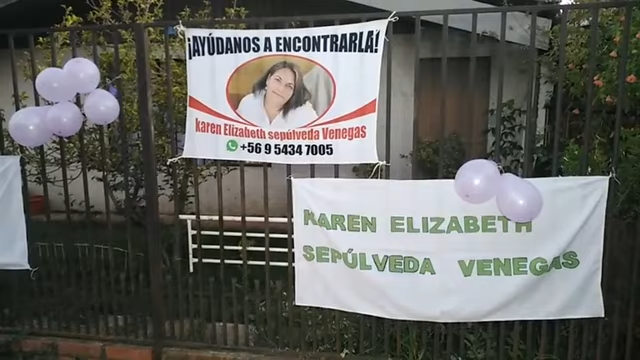 ¡AYÚDANOS A ENCONTRARLA!
karen Elizabeth sepúlveda Venegas
+56 9 5434 7005
KAREN ELIZABETH
SEPÚLVEDA VENEGAS